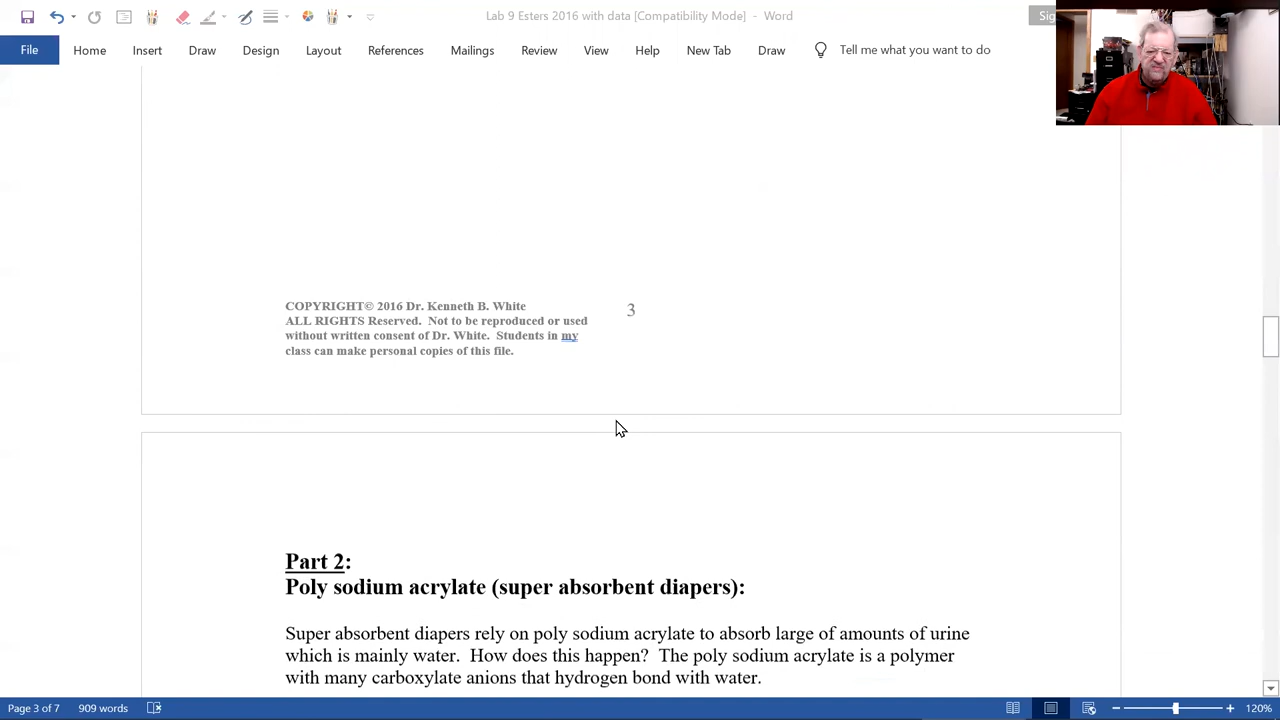 Lab 9 Esters 2016 with data [Compatibility Mode] - Word
File Home Insert Draw Design Layout References Mailings Review View Help New Tab Draw Tell me what you want to do
COPYRIGHT© 2016 Dr. Kenneth B. White
3
ALL RIGHTS Reserved. Not to be reproduced or used
without written consent of Dr. White. Students in my
class can make personal copies of this file.
Part 2:
Poly sodium acrylate (super absorbent diapers):
Super absorbent diapers rely on poly sodium acrylate to absorb large of amounts of urine
which is mainly water. How does this happen? The poly sodium acrylate is a polymer
with many carboxylate anions that hydrogen bond with water.
Page 3 of 7 909 words 120%